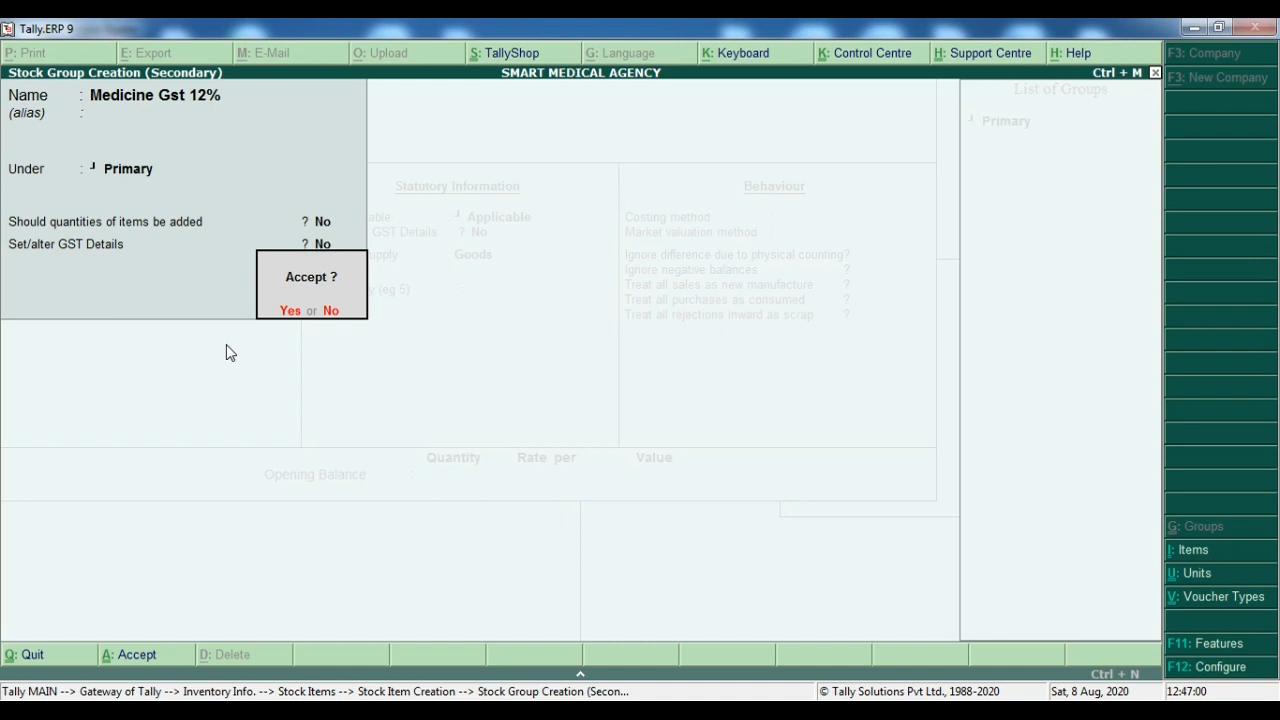 Tally.ERP 9
P: Print E: Export M: E-Mail O: Upload S: TallyShop G: Language K: Keyboard K: Control Centre H: Support Centre H: Help
F3: Company
F3: New Company
Stock Group Creation (Secondary) SMART MEDICAL AGENCY Ctrl + M
Name : Medicine Gst 12%
(alias) :
Under : ┘ Primary
Should quantities of items be added ? No
Set/alter GST Details ? No
Accept ?
Yes or No
List of Groups
┘ Primary
Statutory Information
able ┘ Applicable
GST Details ? No
upply Goods
y (eg 5)
Behaviour
Costing method
Market valuation method
Ignore difference due to physical counting?
Ignore negative balances ?
Treat all sales as new manufacture ?
Treat all purchases as consumed ?
Treat all rejections inward as scrap ?
Quantity Rate per Value
Opening Balance :
G: Groups
I: Items
U: Units
V: Voucher Types
F11: Features
F12: Configure
Q: Quit A: Accept D: Delete
Ctrl + N
Tally MAIN --> Gateway of Tally --> Inventory Info. --> Stock Items --> Stock Item Creation --> Stock Group Creation (Secon... © Tally Solutions Pvt Ltd., 1988-2020 Sat, 8 Aug, 2020 12:47:00